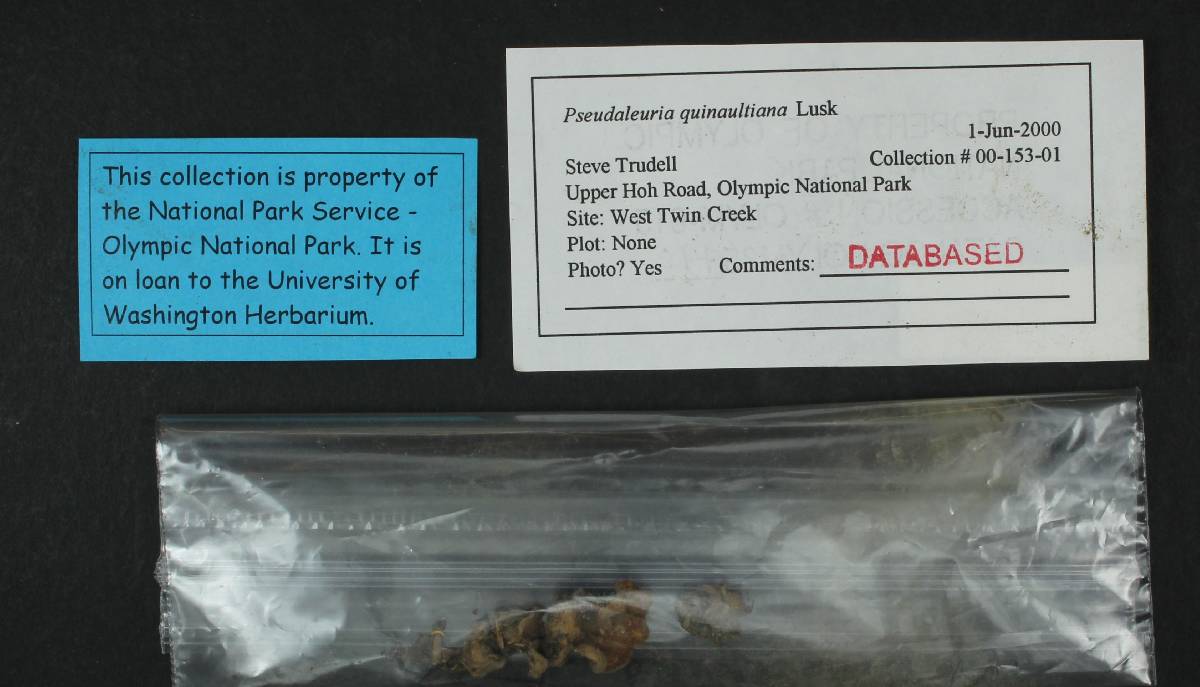 This collection is property of
the National Park Service -
Olympic National Park. It is
on loan to the University of
Washington Herbarium.
Pseudaleuria quinaultiana Lusk
1-Jun-2000
Steve Trudell Collection # 00-153-01
Upper Hoh Road, Olympic National Park
Site: West Twin Creek
Plot: None
Photo? Yes Comments: DATABASED